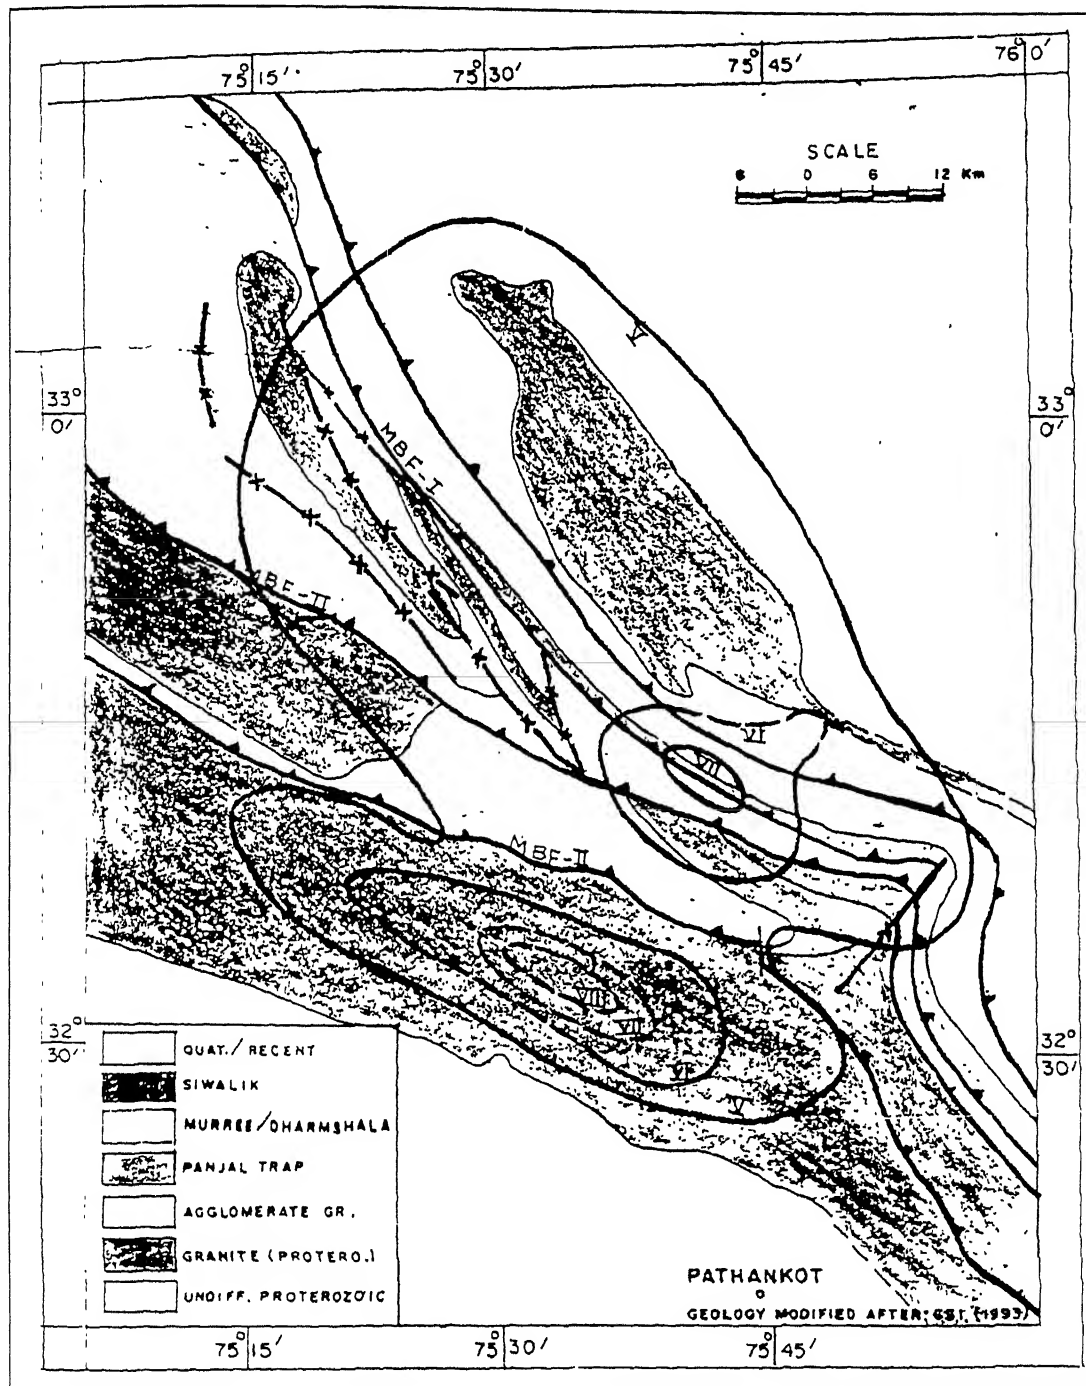 75° 15′
75° 30′
75° 45′
76° 0′
SCALE
6 0 6 12 Km
V
33° 0′
33° 0′
MBF-I
MBF-II
VI
VII
MBF-II
VIII
VII
VI
V
32° 30′
32° 30′
QUAT./ RECENT
SIWALIK
MURREE/DHARMSHALA
PANJAL TRAP
AGGLOMERATE GR.
GRANITE (PROTERO.)
UNDIFF. PROTEROZOIC
PATHANKOT
GEOLOGY MODIFIED AFTER; GSI, (1993)
75° 15′
75° 30′
75° 45′